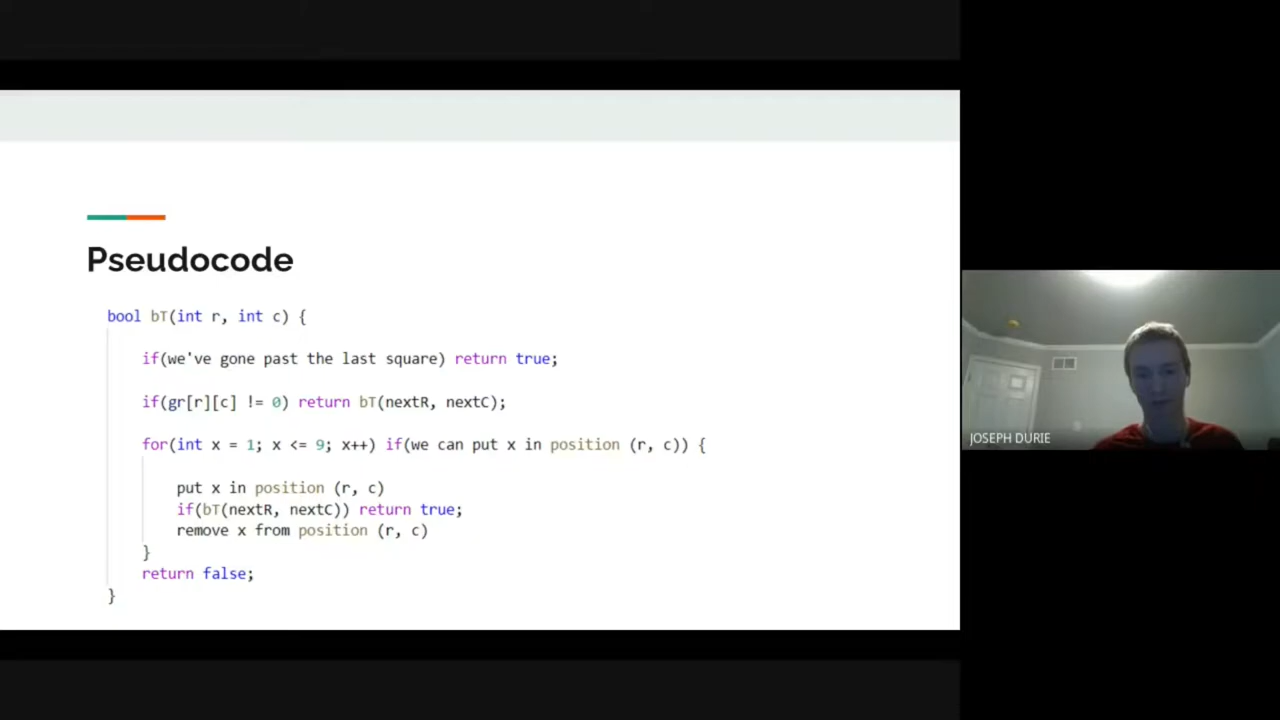 Pseudocode
bool bT(int r, int c) {
if(we've gone past the last square) return true;
if(gr[r][c] != 0) return bT(nextR, nextC);
for(int x = 1; x <= 9; x++) if(we can put x in position (r, c)) {
put x in position (r, c)
if(bT(nextR, nextC)) return true;
remove x from position (r, c)
}
return false;
}
JOSEPH DURIE